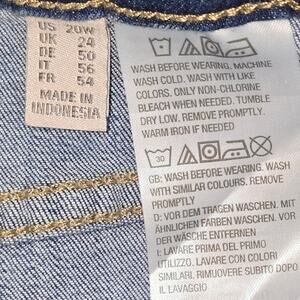 US 20W
UK 24
DE 50
IT 56
FR 54
MADE IN
INDONESIA
WASH BEFORE WEARING. MACHINE
WASH COLD. WASH WITH LIKE
COLORS. ONLY NON-CHLORINE
BLEACH WHEN NEEDED. TUMBLE
DRY LOW. REMOVE PROMPTLY.
WARM IRON IF NEEDED
30
GB: WASH BEFORE WEARING. WASH
WITH SIMILAR COLOURS. REMOVE
PROMPTLY
D: VOR DEM TRAGEN WASCHEN. MIT
ÄHNLICHEN FARBEN WASCHEN. VOR
DER WÄSCHE ENTFERNEN
I: LAVARE PRIMA DEL PRIMO
UTILIZZO. LAVARE CON COLORI
SIMILARI. RIMUOVERE SUBITO DOPO
IL LAVAGGIO